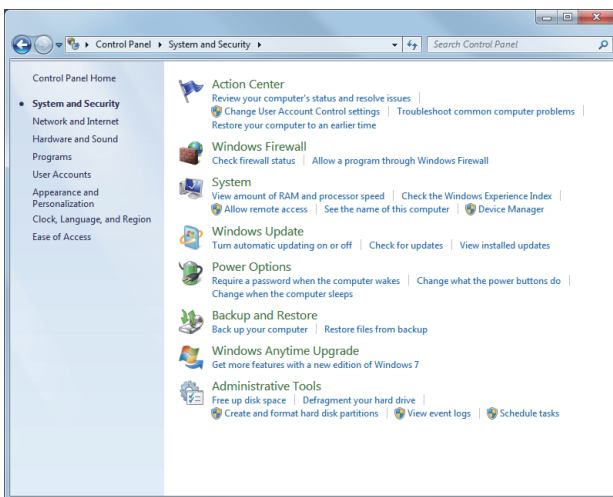 Control Panel ▸ System and Security ▸ Search Control Panel
Control Panel Home
System and Security
Network and Internet
Hardware and Sound
Programs
User Accounts
Appearance and
Personalization
Clock, Language, and Region
Ease of Access
Action Center
Review your computer's status and resolve issues
Change User Account Control settings Troubleshoot common computer problems
Restore your computer to an earlier time
Windows Firewall
Check firewall status Allow a program through Windows Firewall
System
View amount of RAM and processor speed Check the Windows Experience Index
Allow remote access See the name of this computer Device Manager
Windows Update
Turn automatic updating on or off Check for updates View installed updates
Power Options
Require a password when the computer wakes Change what the power buttons do
Change when the computer sleeps
Backup and Restore
Back up your computer Restore files from backup
Windows Anytime Upgrade
Get more features with a new edition of Windows 7
Administrative Tools
Free up disk space Defragment your hard drive
Create and format hard disk partitions View event logs Schedule tasks